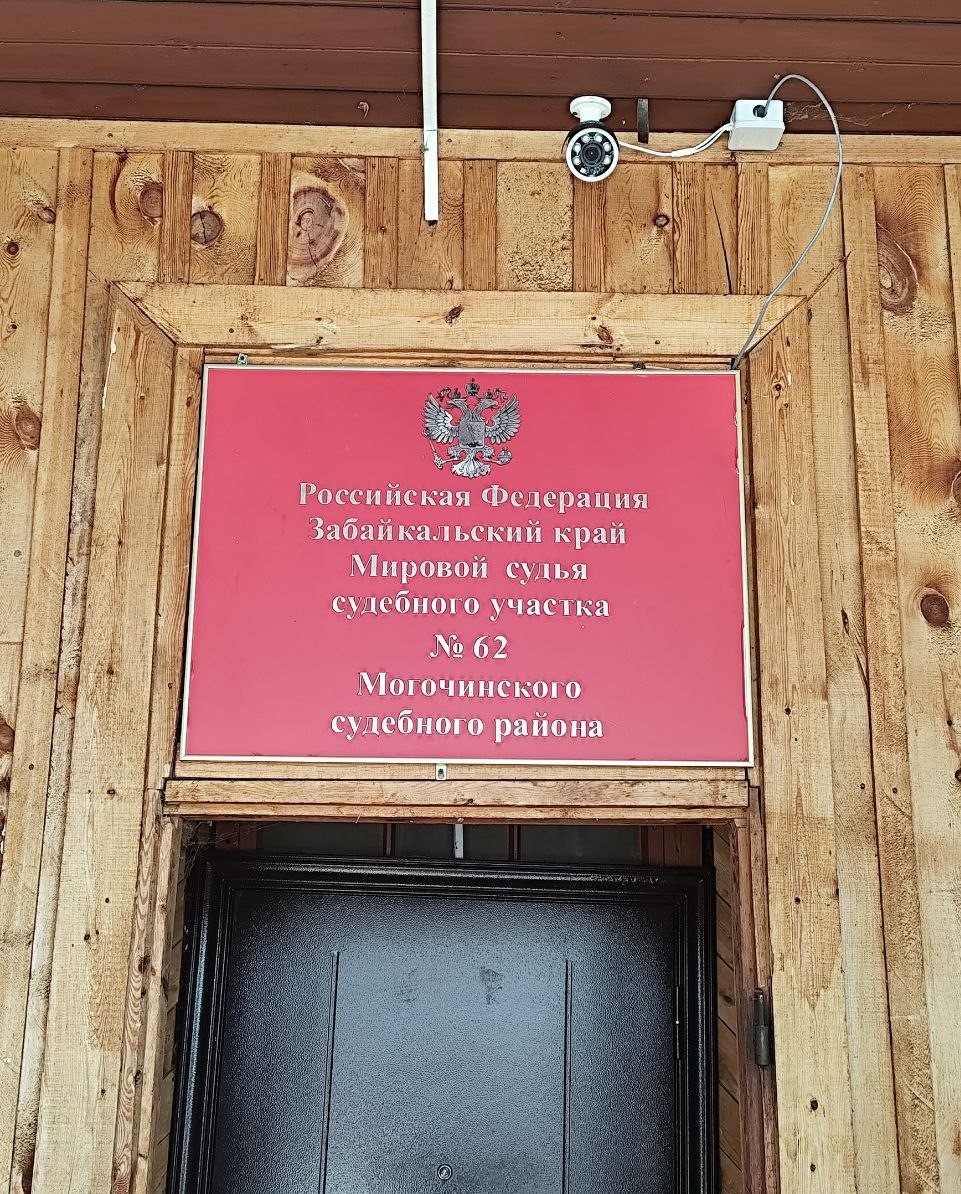 Российская Федерация
Забайкальский край
Мировой судья
судебного участка
№ 62
Могочинского
судебного района